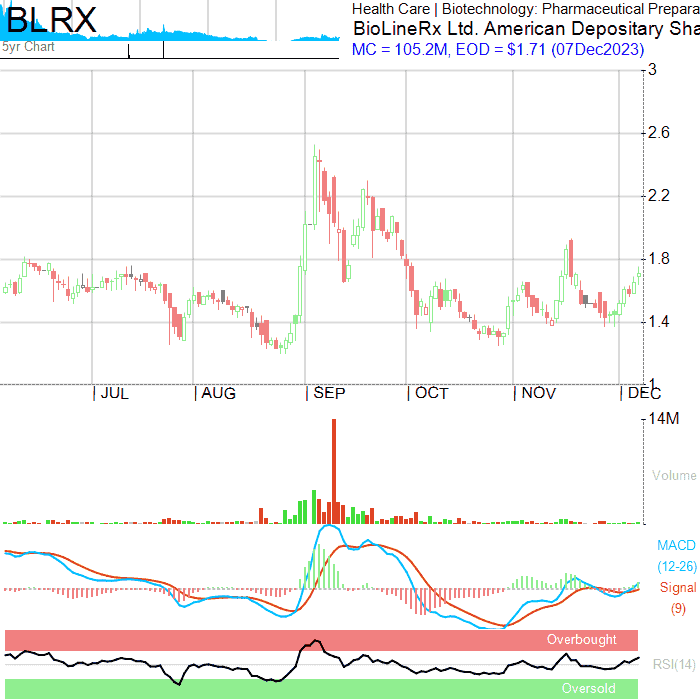 BLRX
5yr Chart
Health Care | Biotechnology: Pharmaceutical Prepara
BioLineRx Ltd. American Depositary Sha
MC = 105.2M, EOD = $1.71 (07Dec2023)
3
2.6
2.2
1.8
1.4
1
JUL
AUG
SEP
OCT
NOV
DEC
14M
Volume
MACD
(12-26)
Signal
(9)
Overbought
RSI(14)
Oversold